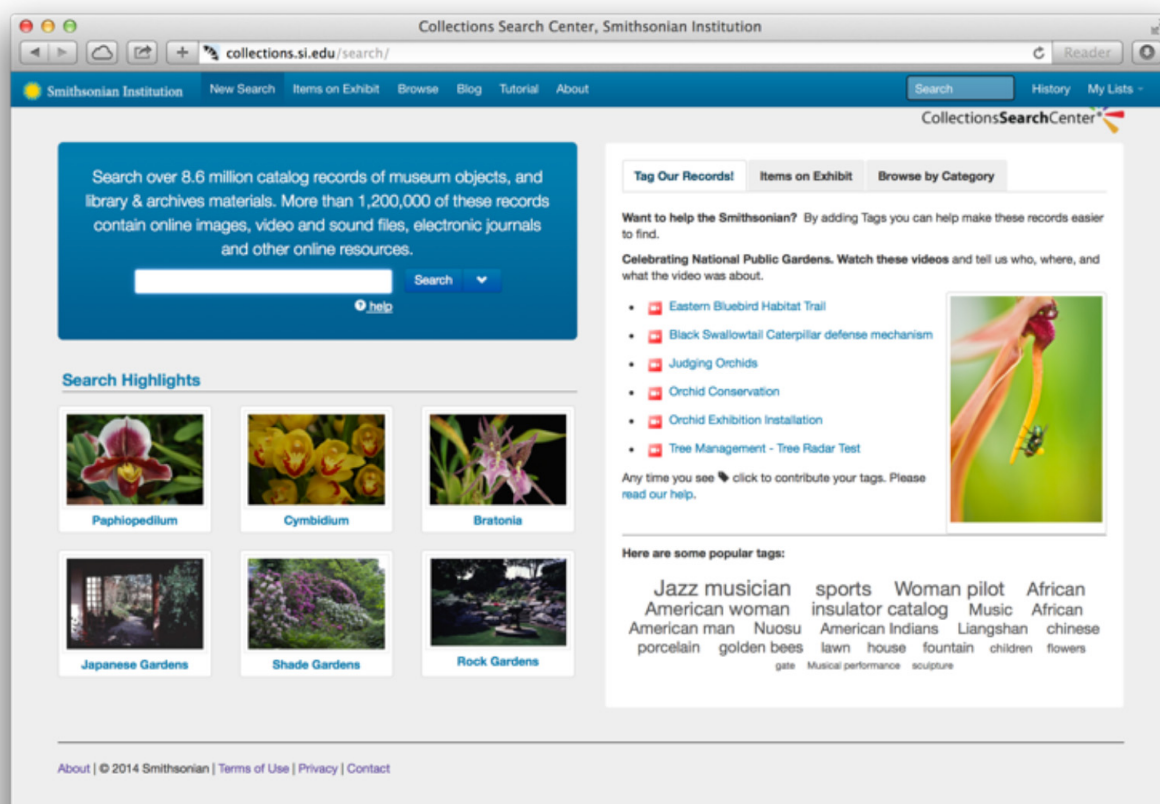 Collections Search Center, Smithsonian Institution
collections.si.edu/search/
Reader
Smithsonian Institution New Search Items on Exhibit Browse Blog Tutorial About Search History My Lists
CollectionsSearchCenter
Search over 8.6 million catalog records of museum objects, and
library & archives materials. More than 1,200,000 of these records
contain online images, video and sound files, electronic journals
and other online resources.
Search
help
Search Highlights
Paphiopedilum Cymbidium Bratonia
Japanese Gardens Shade Gardens Rock Gardens
Tag Our Records! Items on Exhibit Browse by Category
Want to help the Smithsonian? By adding Tags you can help make these records easier
to find.
Celebrating National Public Gardens. Watch these videos and tell us who, where, and
what the video was about.
Eastern Bluebird Habitat Trail
Black Swallowtail Caterpillar defense mechanism
Judging Orchids
Orchid Conservation
Orchid Exhibition Installation
Tree Management - Tree Radar Test
Any time you see click to contribute your tags. Please
read our help.
Here are some popular tags:
Jazz musician sports Woman pilot African
American woman insulator catalog Music African
American man Nuosu American Indians Liangshan chinese
porcelain golden bees lawn house fountain children flowers
gate Musical performance sculpture
About | © 2014 Smithsonian | Terms of Use | Privacy | Contact